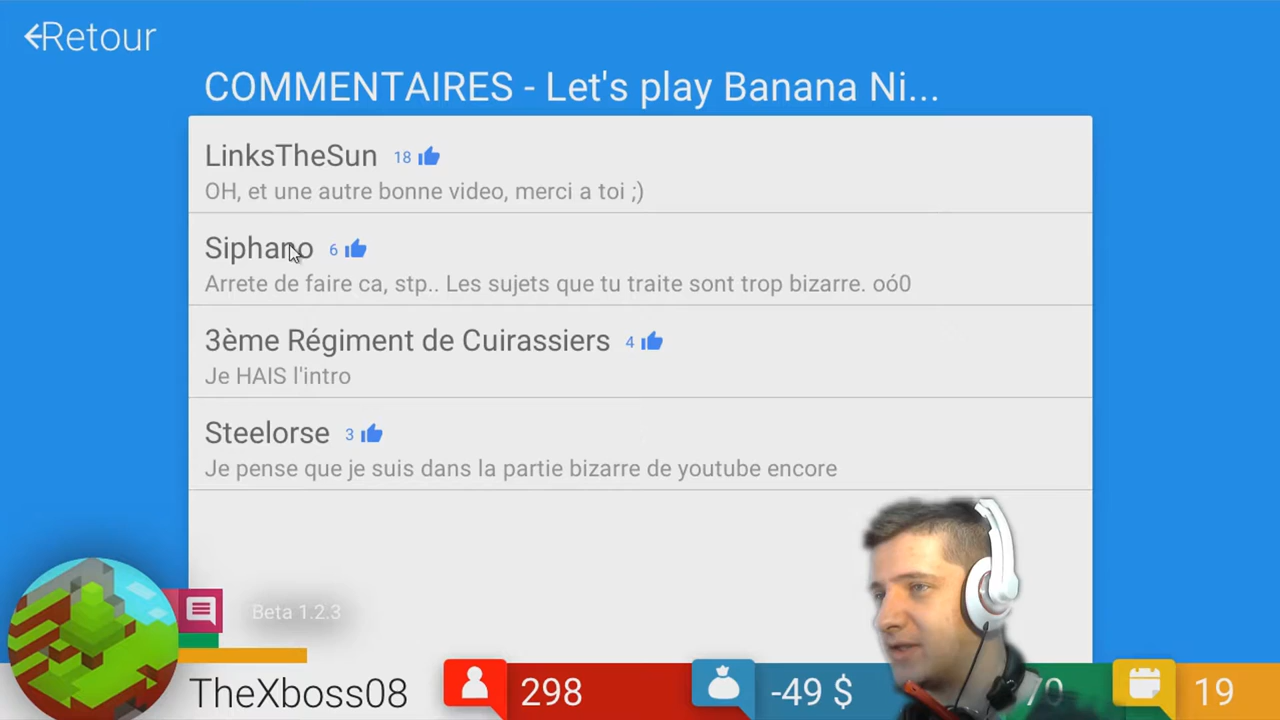 Retour
COMMENTAIRES - Let's play Banana Ni...
LinksTheSun 18
OH, et une autre bonne video, merci a toi ;)
Siphano 6
Arrete de faire ca, stp.. Les sujets que tu traite sont trop bizarre. oó0
3ème Régiment de Cuirassiers 4
Je HAIS l'intro
Steelorse 3
Je pense que je suis dans la partie bizarre de youtube encore
Beta 1.2.3
TheXboss08 298 -49 $ 19